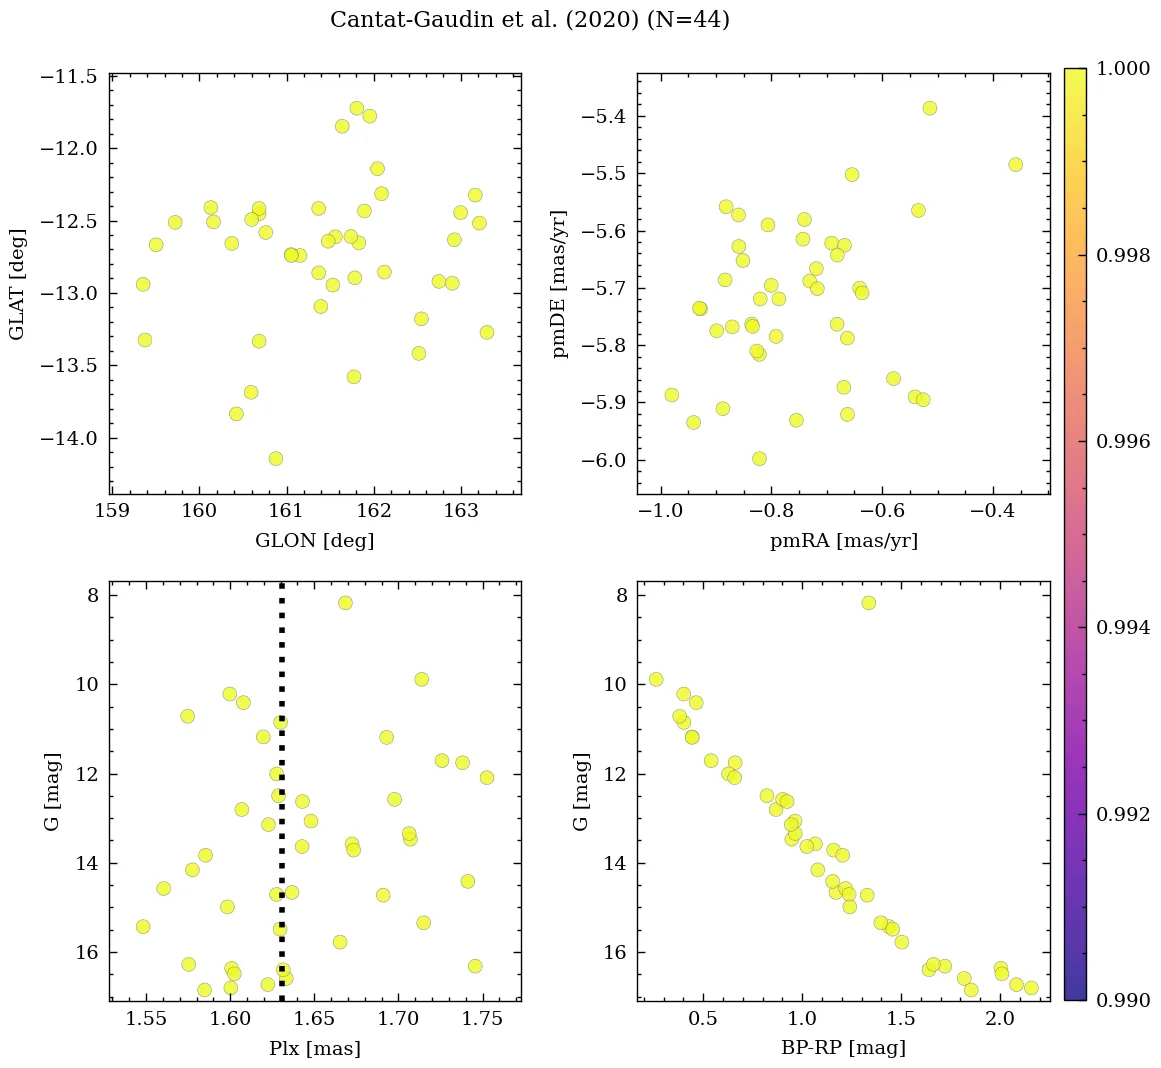 Cantat-Gaudin et al. (2020) (N=44)
−11.5
−12.0
−12.5
−13.0
−13.5
−14.0
GLAT [deg]
159 160 161 162 163
GLON [deg]
−5.4
−5.5
−5.6
−5.7
−5.8
−5.9
−6.0
pmDE [mas/yr]
−1.0 −0.8 −0.6 −0.4
pmRA [mas/yr]
1.000
0.998
0.996
0.994
0.992
0.990
8
10
12
14
16
G [mag]
1.55 1.60 1.65 1.70 1.75
Plx [mas]
8
10
12
14
16
G [mag]
0.5 1.0 1.5 2.0
BP-RP [mag]